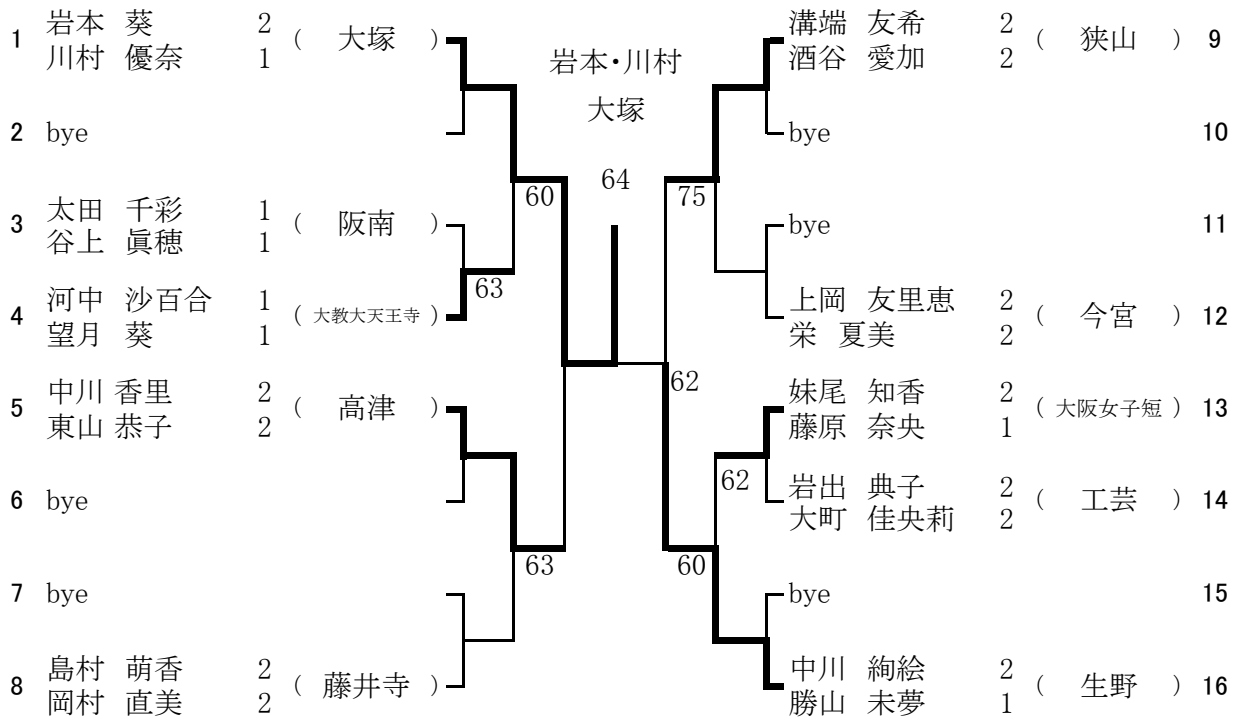 1 岩本 葵 2 ( 大塚 )
川村 優奈 1
2 bye
3 太田 千彩 1 ( 阪南 )
谷上 眞穂 1
4 河中 沙百合 1 ( 大教大天王寺 )
望月 葵 1
5 中川 香里 2 ( 高津 )
東山 恭子 2
6 bye
7 bye
8 島村 萌香 2 ( 藤井寺 )
岡村 直美 2
63
60
63
岩本・川村
大塚
64
62
75
62
60
溝端 友希 2 ( 狭山 ) 9
酒谷 愛加 2
bye 10
bye 11
上岡 友里恵 2 ( 今宮 ) 12
栄 夏美 2
妹尾 知香 2 ( 大阪女子短 ) 13
藤原 奈央 1
岩出 典子 2 ( 工芸 ) 14
大町 佳央莉 2
bye 15
中川 絢絵 2 ( 生野 ) 16
勝山 未夢 1